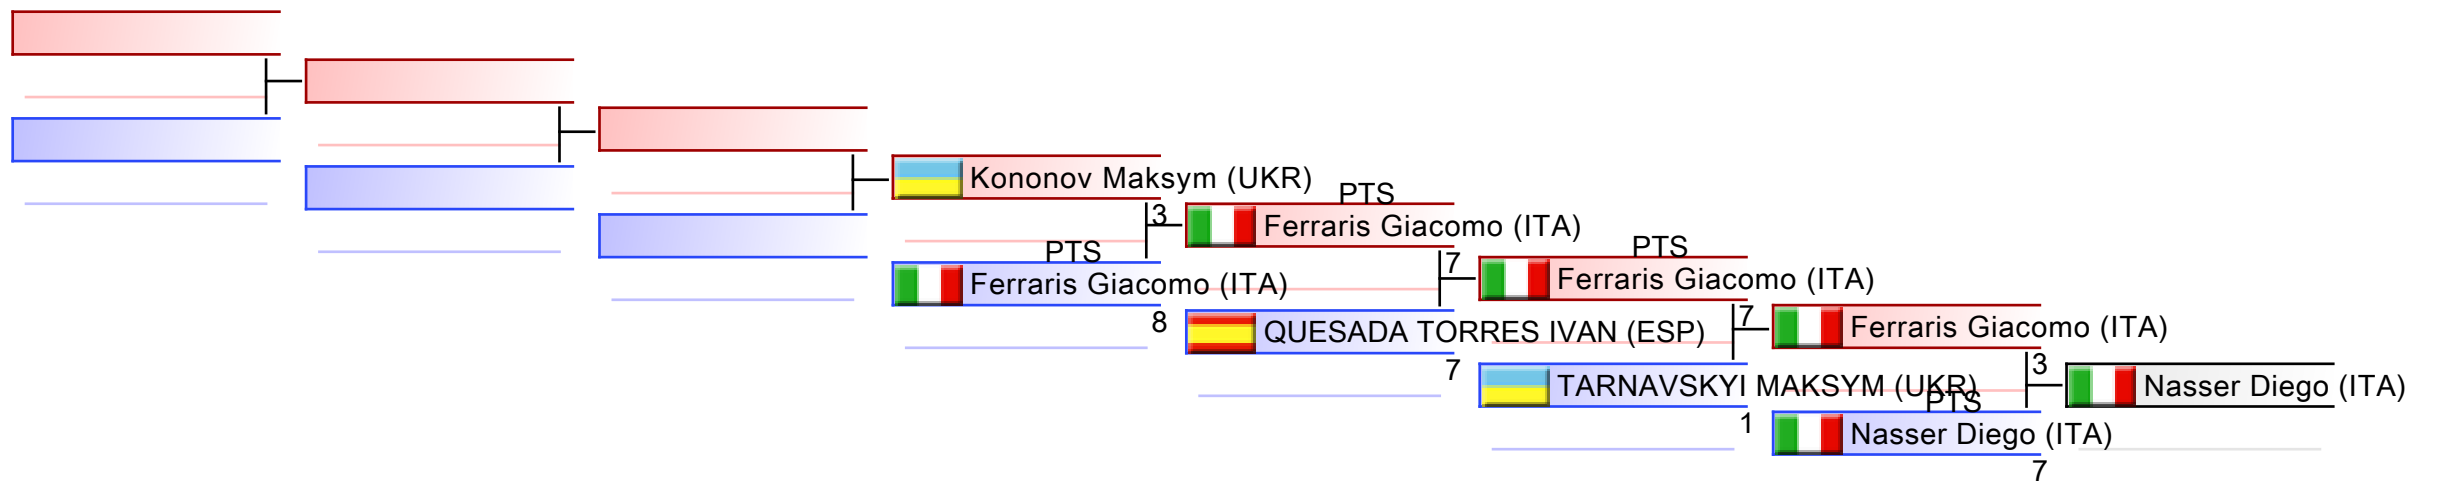 Kononov Maksym (UKR)
3
PTS
Ferraris Giacomo (ITA)
8
PTS
Ferraris Giacomo (ITA)
7
QUESADA TORRES IVAN (ESP)
7
PTS
Ferraris Giacomo (ITA)
7
TARNAVSKYI MAKSYM (UKR)
1
Ferraris Giacomo (ITA)
3
PTS
Nasser Diego (ITA)
7
Nasser Diego (ITA)